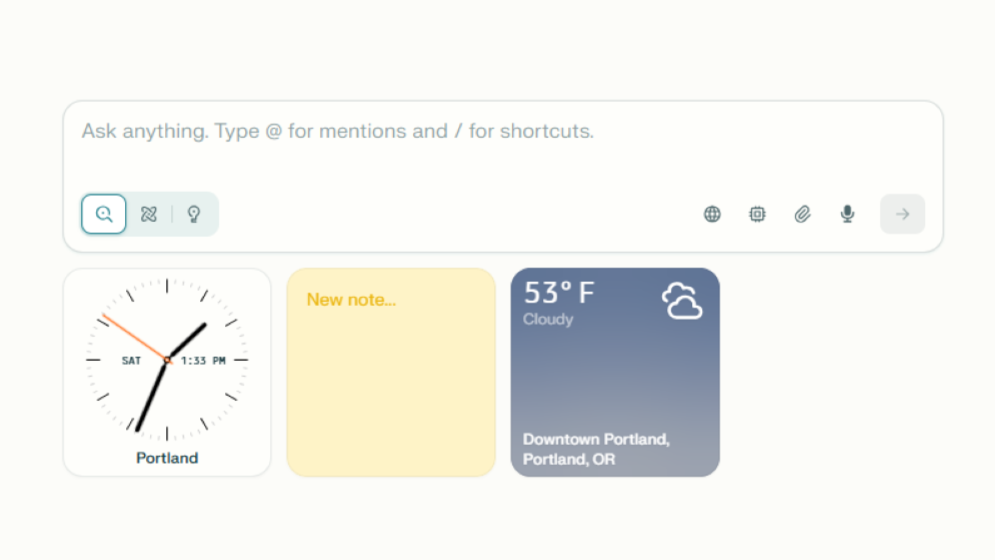 Ask anything. Type @ for mentions and / for shortcuts.
SAT 1:33 PM
Portland
New note...
53° F
Cloudy
Downtown Portland,
Portland, OR